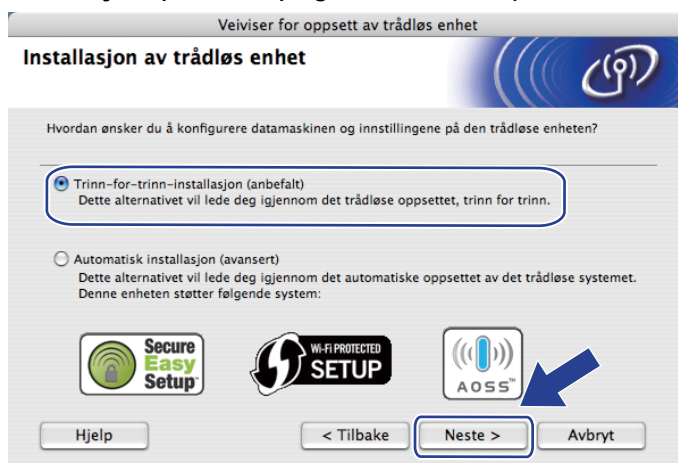 Veiviser for oppsett av trådløs enhet
Installasjon av trådløs enhet
Hvordan ønsker du å konfigurere datamaskinen og innstillingene på den trådløse enheten?
Trinn-for-trinn-installasjon (anbefalt)
Dette alternativet vil lede deg igjennom det trådløse oppsettet, trinn for trinn.
Automatisk installasjon (avansert)
Dette alternativet vil lede deg igjennom det automatiske oppsettet av det trådløse systemet.
Denne enheten støtter følgende system:
Secure
Easy
Setup™
Wi-Fi PROTECTED
SETUP
AOSS™
Hjelp
< Tilbake
Neste >
Avbryt